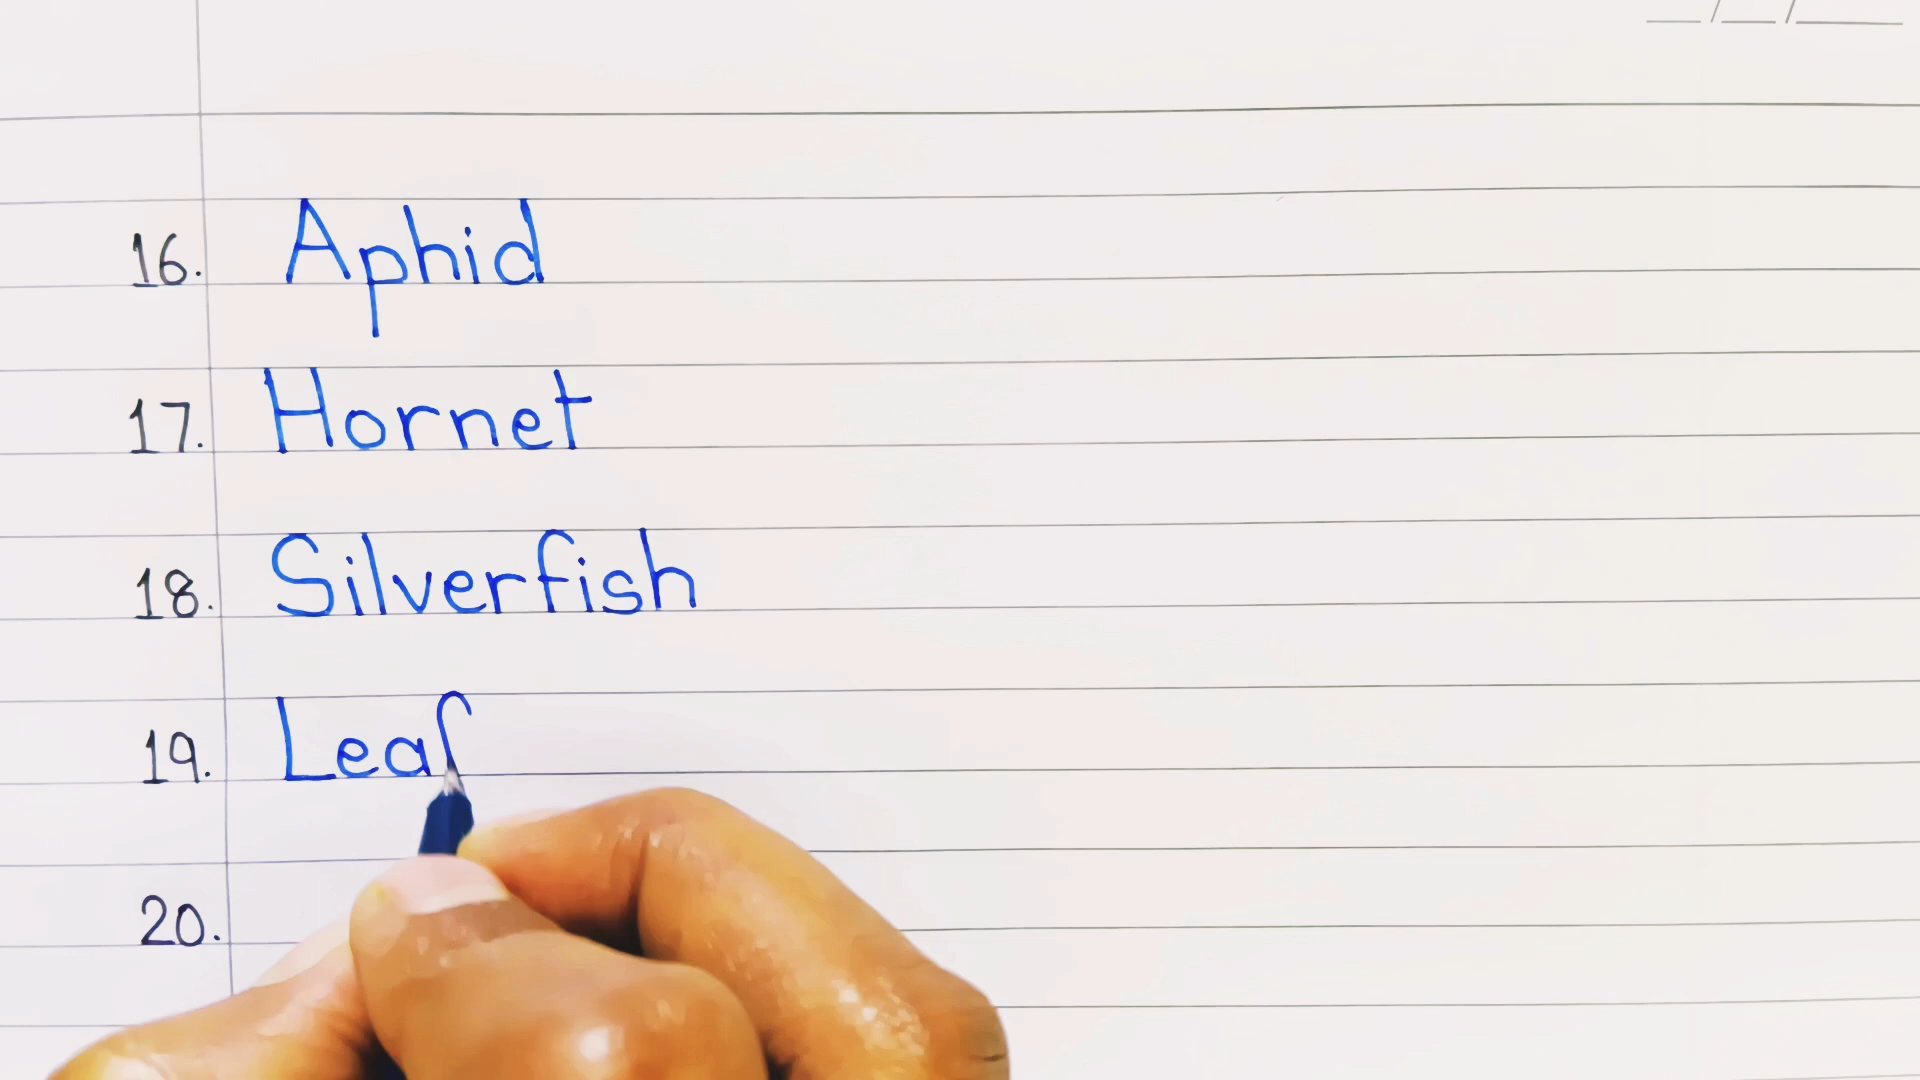 16. Aphid
17. Hornet
18. Silverfish
19. Leaf
20.